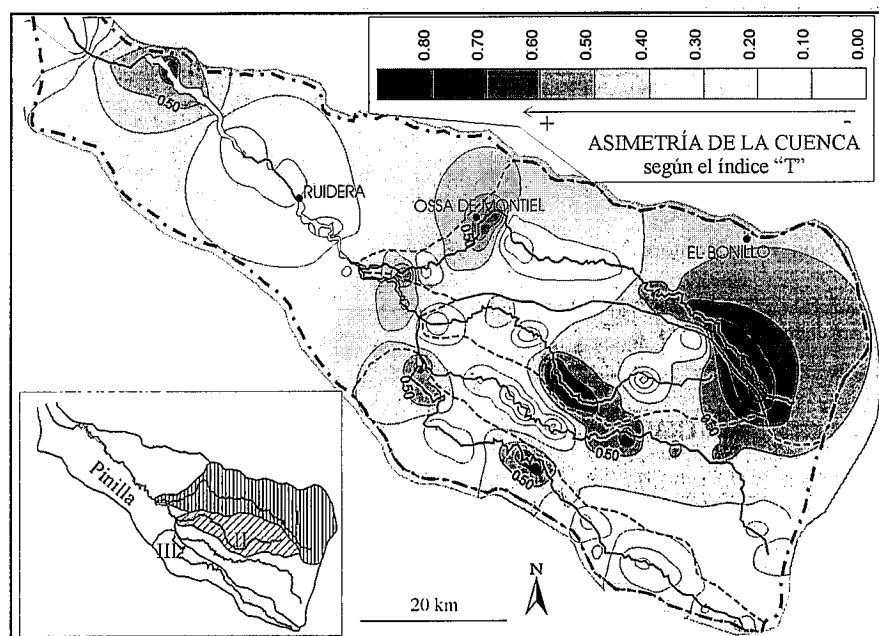 0.80
0.70
0.60
0.50
0.40
0.30
0.20
0.10
0.00
+ -
ASIMETRÍA DE LA CUENCA
según el índice "T"
0.50
RUIDERA
OSSA DE MONTIEL
EL BONILLO
0.50
0.50
Pinilla
II
III
N
20 km